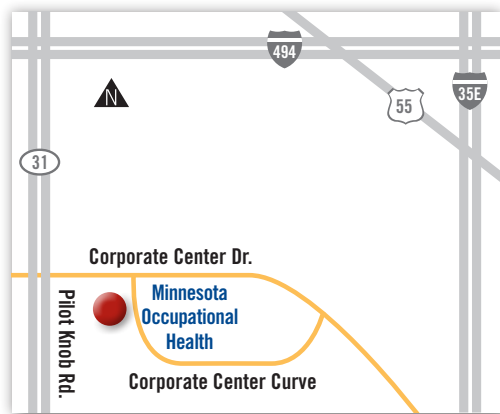 494
N
55
35E
31
Corporate Center Dr.
Minnesota
Occupational
Health
Pilot Knob Rd.
Corporate Center Curve